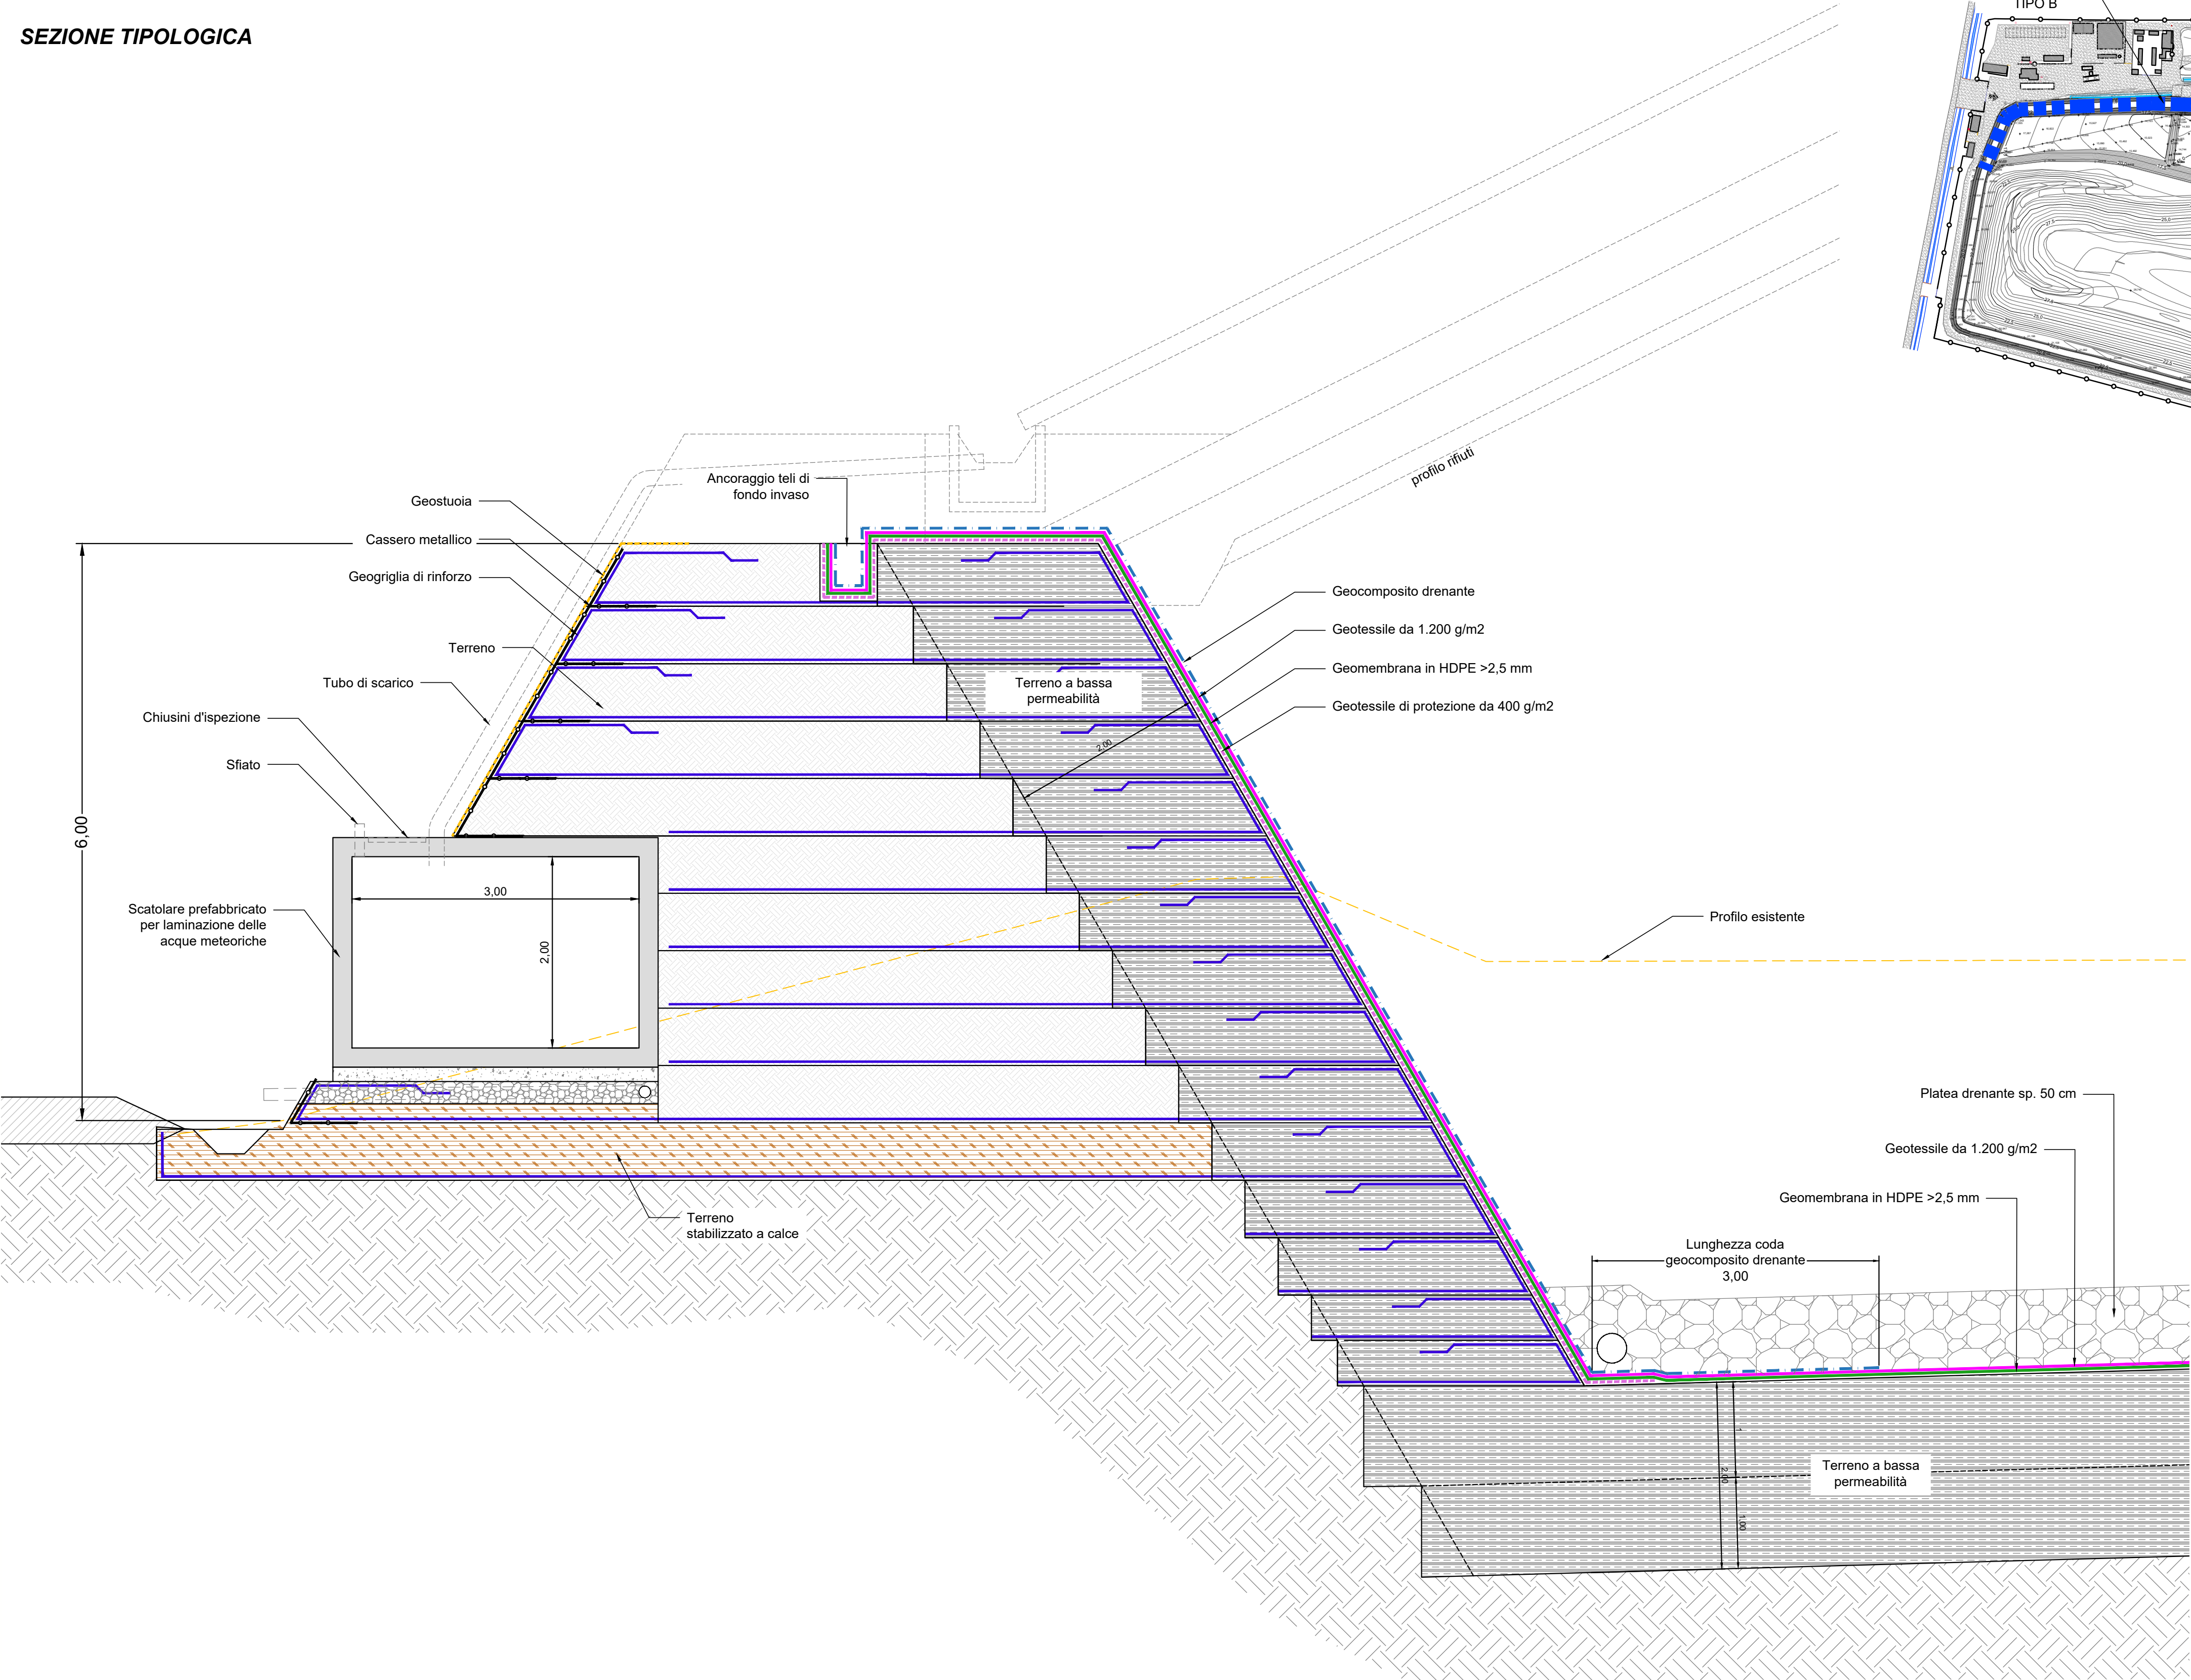 SEZIONE TIPOLOGICA
TIPO B
profilo rifiuti
Ancoraggio teli di
fondo invaso
Geostuoia
Cassero metallico
Geogriglia di rinforzo
Terreno
Tubo di scarico
Chiusini d'ispezione
Sfiato
6,00
Scatolare prefabbricato
per laminazione delle
acque meteoriche
3,00
2,00
Terreno a bassa
permeabilità
2,00
Geocomposito drenante
Geotessile da 1.200 g/m2
Geomembrana in HDPE >2,5 mm
Geotessile di protezione da 400 g/m2
Profilo esistente
Terreno
stabilizzato a calce
Platea drenante sp. 50 cm
Geotessile da 1.200 g/m2
Geomembrana in HDPE >2,5 mm
Lunghezza coda
geocomposito drenante
3,00
Terreno a bassa
permeabilità
2,00
1
1,00